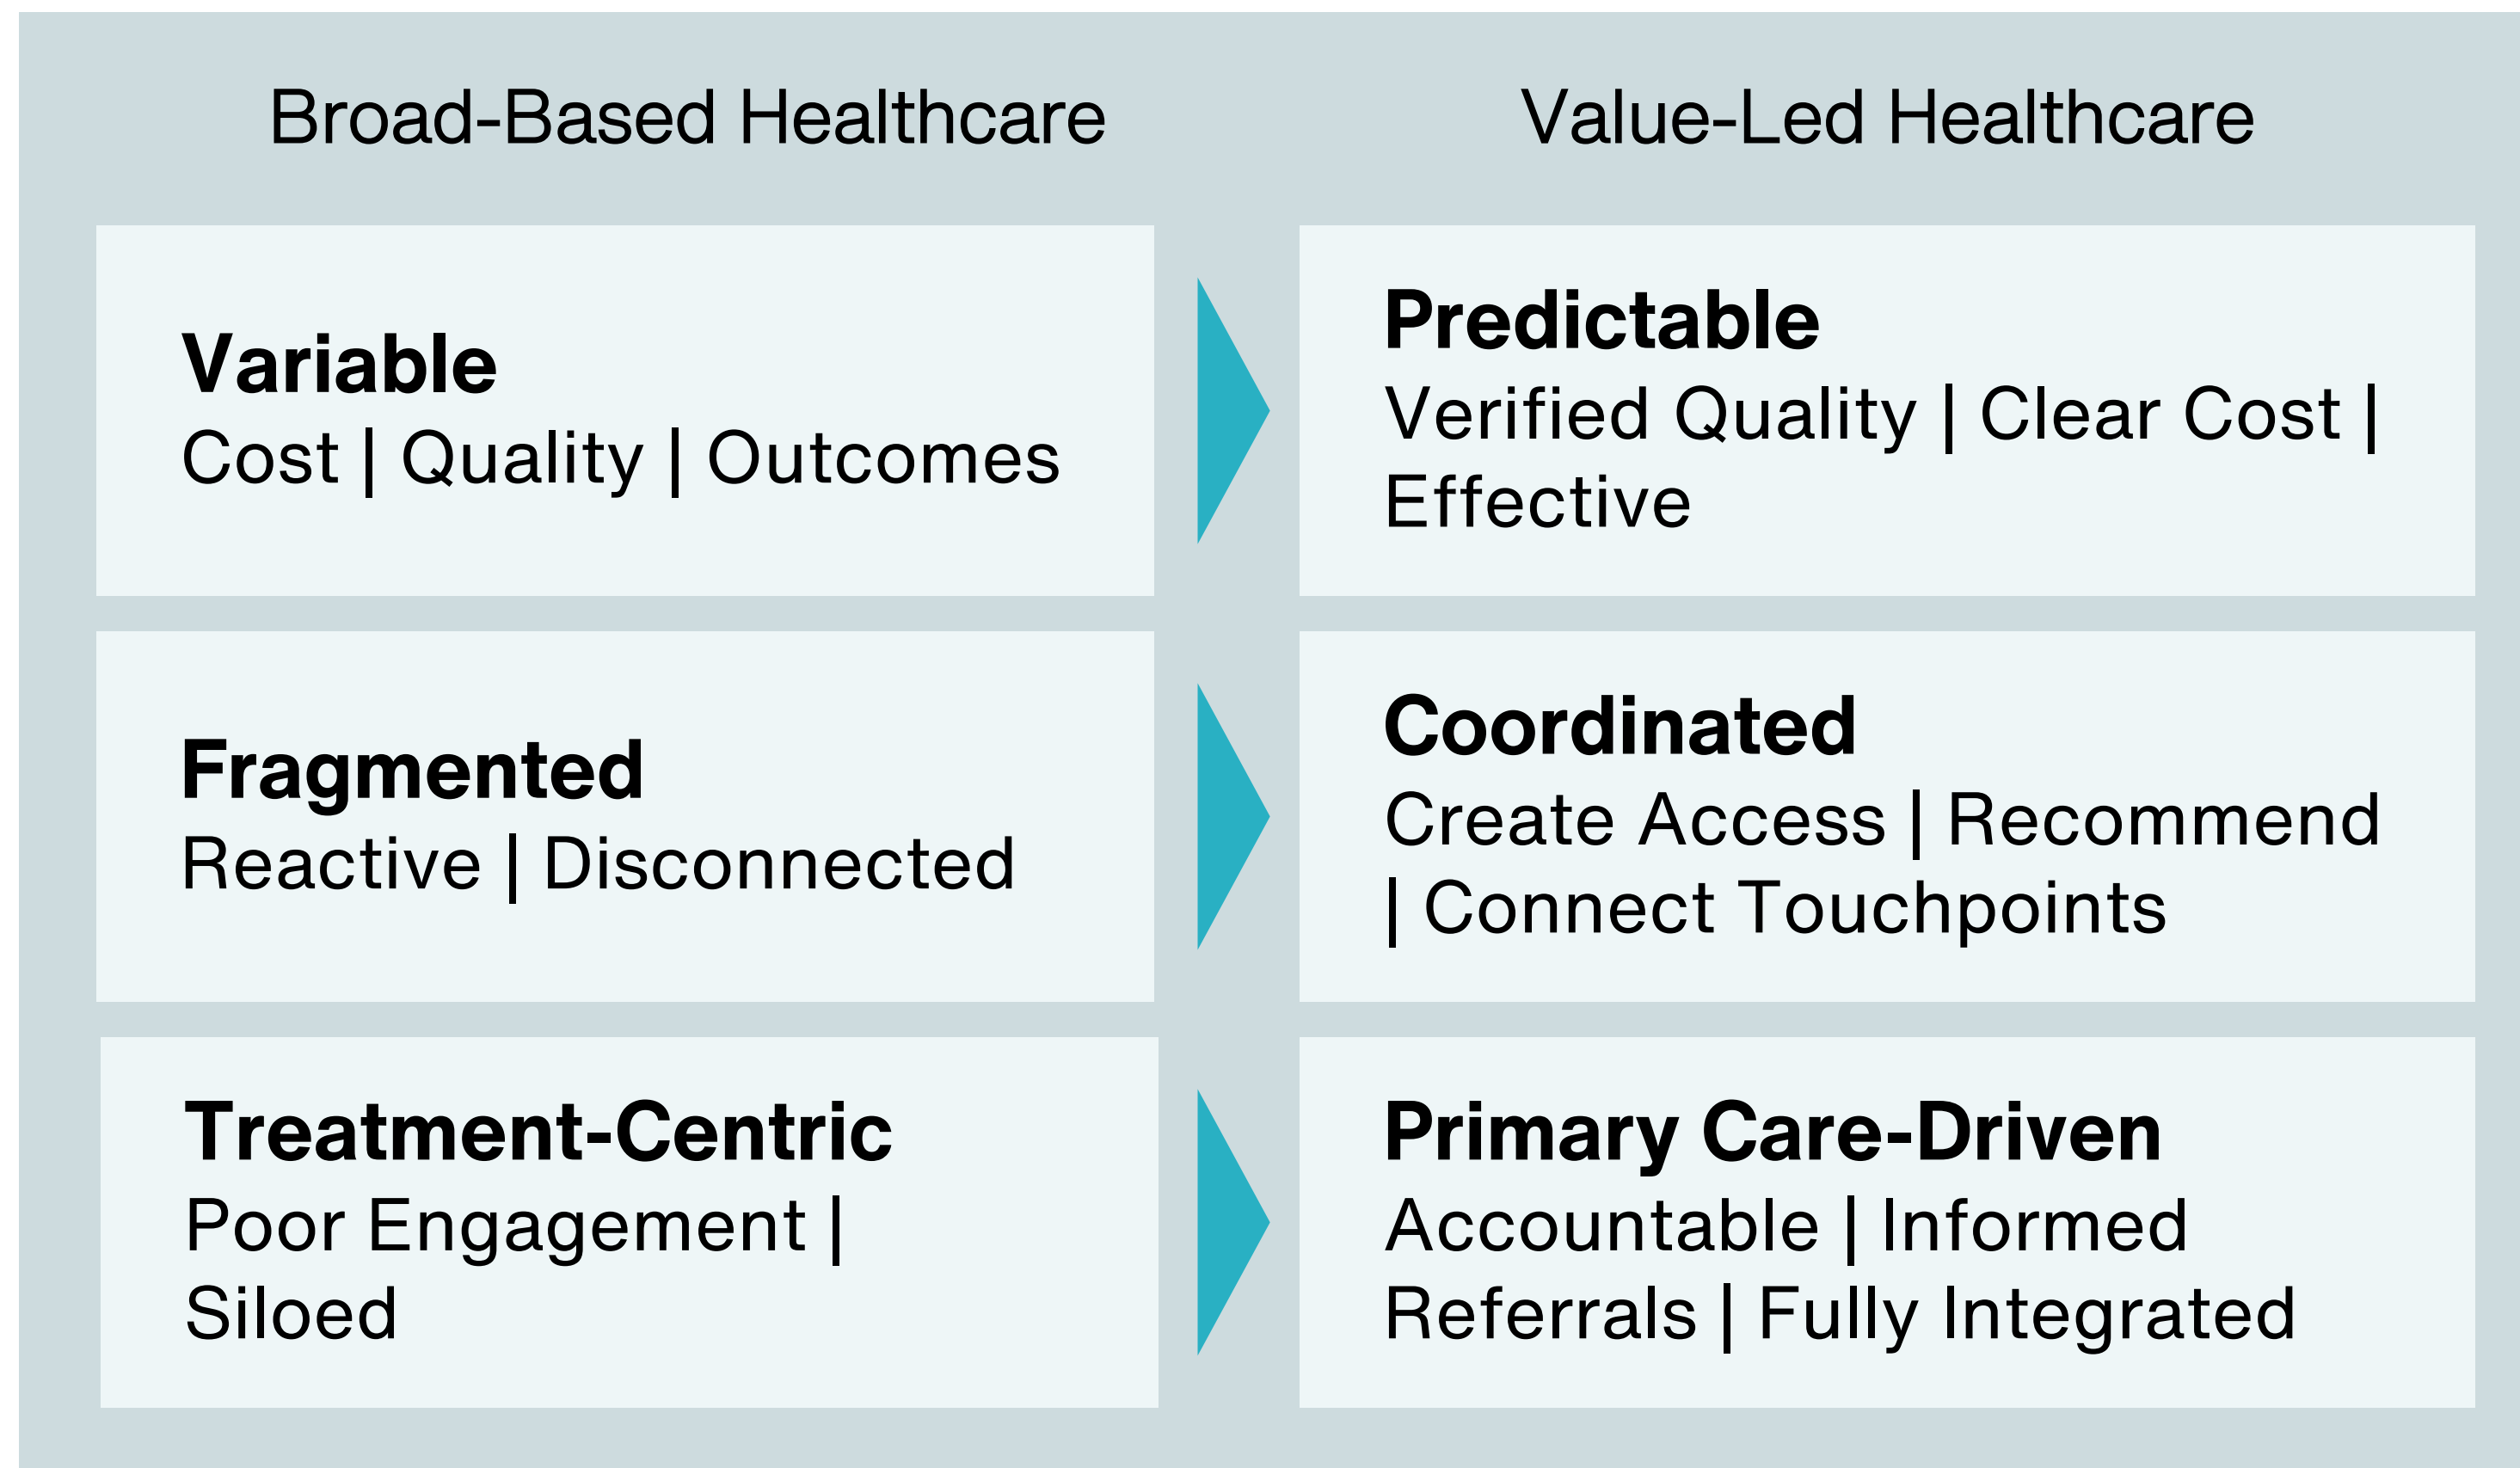 Broad-Based Healthcare
Value-Led Healthcare
Variable
Cost | Quality | Outcomes
Predictable
Verified Quality | Clear Cost |
Effective
Fragmented
Reactive | Disconnected
Coordinated
Create Access | Recommend
| Connect Touchpoints
Treatment-Centric
Poor Engagement |
Siloed
Primary Care-Driven
Accountable | Informed
Referrals | Fully Integrated